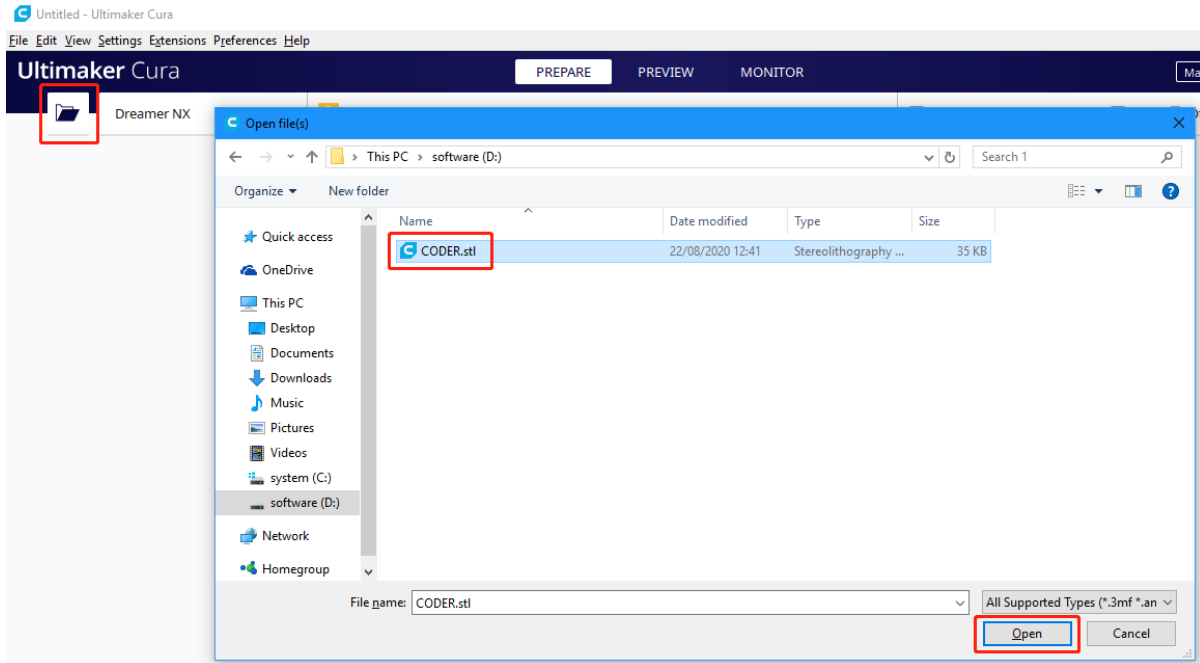 Untitled - Ultimaker Cura
File Edit View Settings Extensions Preferences Help
Ultimaker Cura PREPARE PREVIEW MONITOR Ma
Dreamer NX
Open file(s)
This PC > software (D:) Search 1
Organize New folder
Name Date modified Type Size
CODER.stl 22/08/2020 12:41 Stereolithography ... 35 KB
Quick access
OneDrive
This PC
Desktop
Documents
Downloads
Music
Pictures
Videos
system (C:)
software (D:)
Network
Homegroup
File name: CODER.stl All Supported Types (*.3mf *.an
Open Cancel